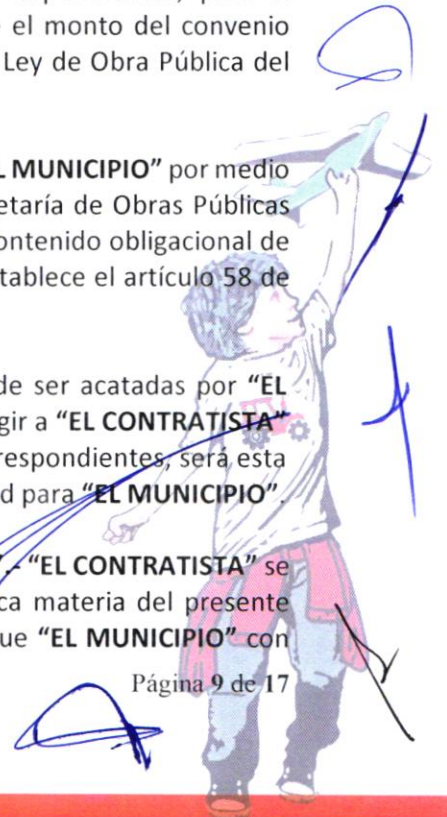 e el monto del convenio
Ley de Obra Pública del
L MUNICIPIO" por medio
etaría de Obras Públicas
ontenido obligacional de
tablece el artículo 58 de
de ser acatadas por "EL
gir a "EL CONTRATISTA"
respondientes, será esta
d para "EL MUNICIPIO".
".- "EL CONTRATISTA" se
ca materia del presente
ue "EL MUNICIPIO" con
Página 9 de 17